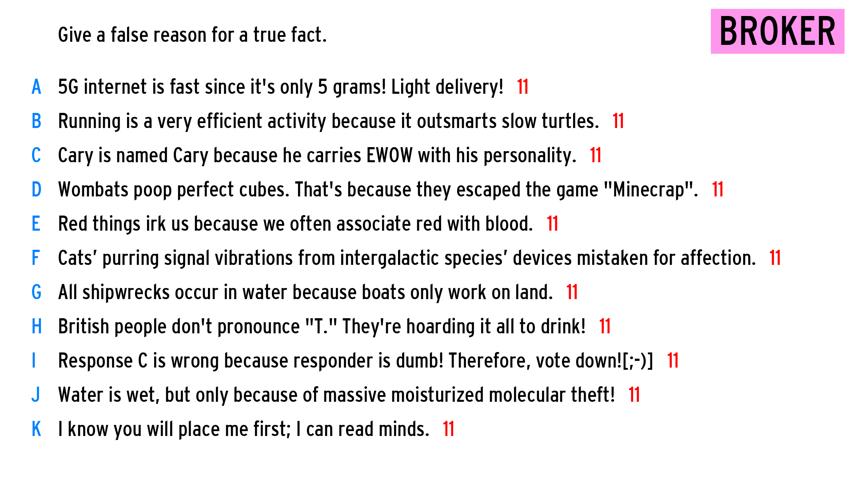 Give a false reason for a true fact.
BROKER
A 5G internet is fast since it's only 5 grams! Light delivery! 11
B Running is a very efficient activity because it outsmarts slow turtles. 11
C Cary is named Cary because he carries EWOW with his personality. 11
D Wombats poop perfect cubes. That's because they escaped the game "Minecrap". 11
E Red things irk us because we often associate red with blood. 11
F Cats’ purring signal vibrations from intergalactic species’ devices mistaken for affection. 11
G All shipwrecks occur in water because boats only work on land. 11
H British people don't pronounce "T." They're hoarding it all to drink! 11
I Response C is wrong because responder is dumb! Therefore, vote down![;-)] 11
J Water is wet, but only because of massive moisturized molecular theft! 11
K I know you will place me first; I can read minds. 11